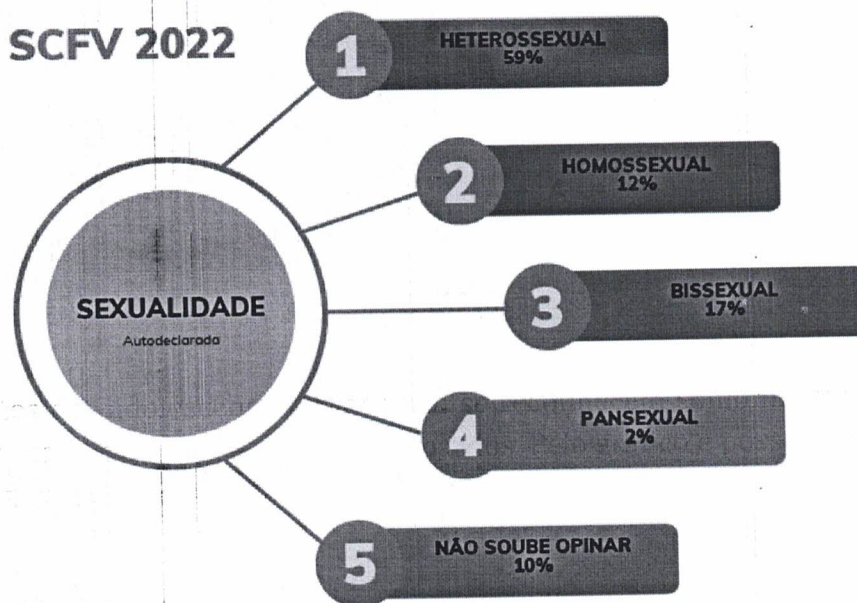 SCFV 2022
1
HETEROSSEXUAL
59%
2
HOMOSSEXUAL
12%
SEXUALIDADE
Autodeclarada
3
BISSEXUAL
17%
4
PANSEXUAL
2%
5
NÃO SOUBE OPINAR
10%